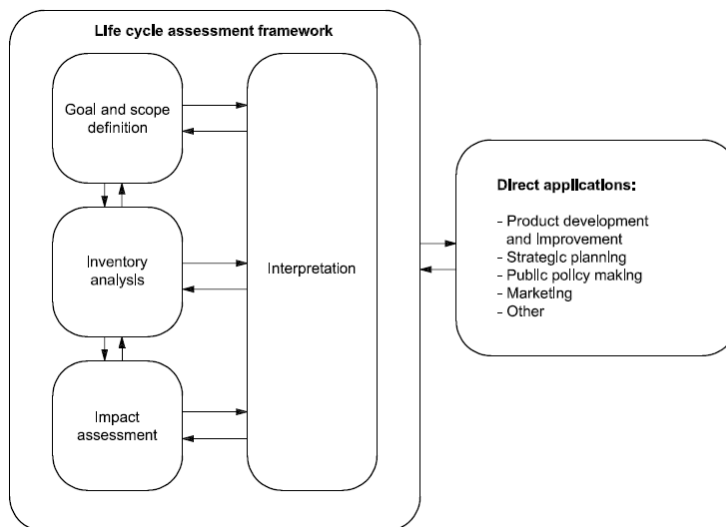 Life cycle assessment framework
Goal and scope
definition
Inventory
analysis
Impact
assessment
Interpretation
Direct applications:
- Product development
and improvement
- Strategic planning
- Public policy making
- Marketing
- Other